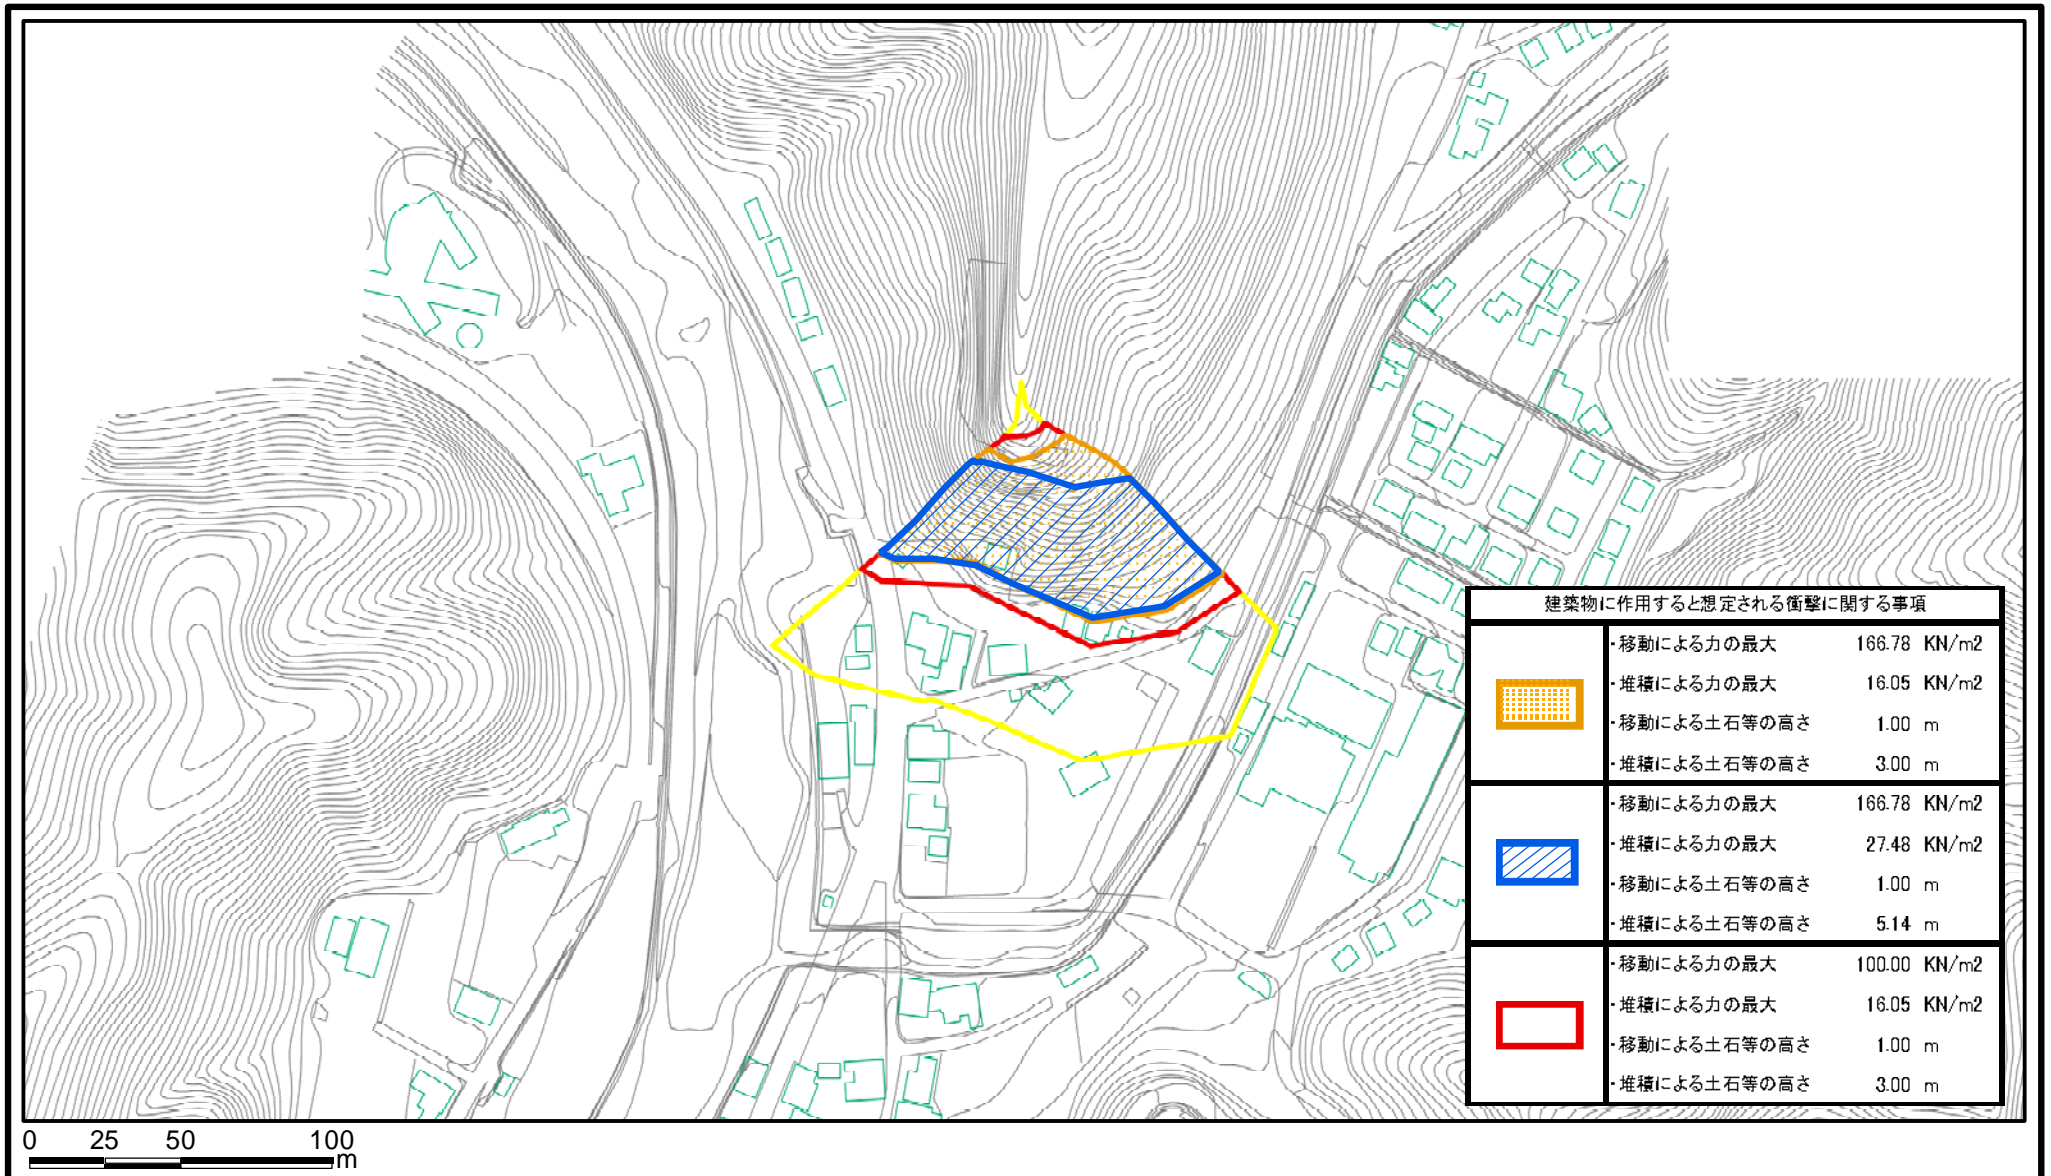 建築物に作用すると想定される衝撃に関する事項
・移動による力の最大 166.78 KN/m2
・堆積による力の最大 16.05 KN/m2
・移動による土石等の高さ 1.00 m
・堆積による土石等の高さ 3.00 m
・移動による力の最大 166.78 KN/m2
・堆積による力の最大 27.48 KN/m2
・移動による土石等の高さ 1.00 m
・堆積による土石等の高さ 5.14 m
・移動による力の最大 100.00 KN/m2
・堆積による力の最大 16.05 KN/m2
・移動による土石等の高さ 1.00 m
・堆積による土石等の高さ 3.00 m
0 25 50 100
m